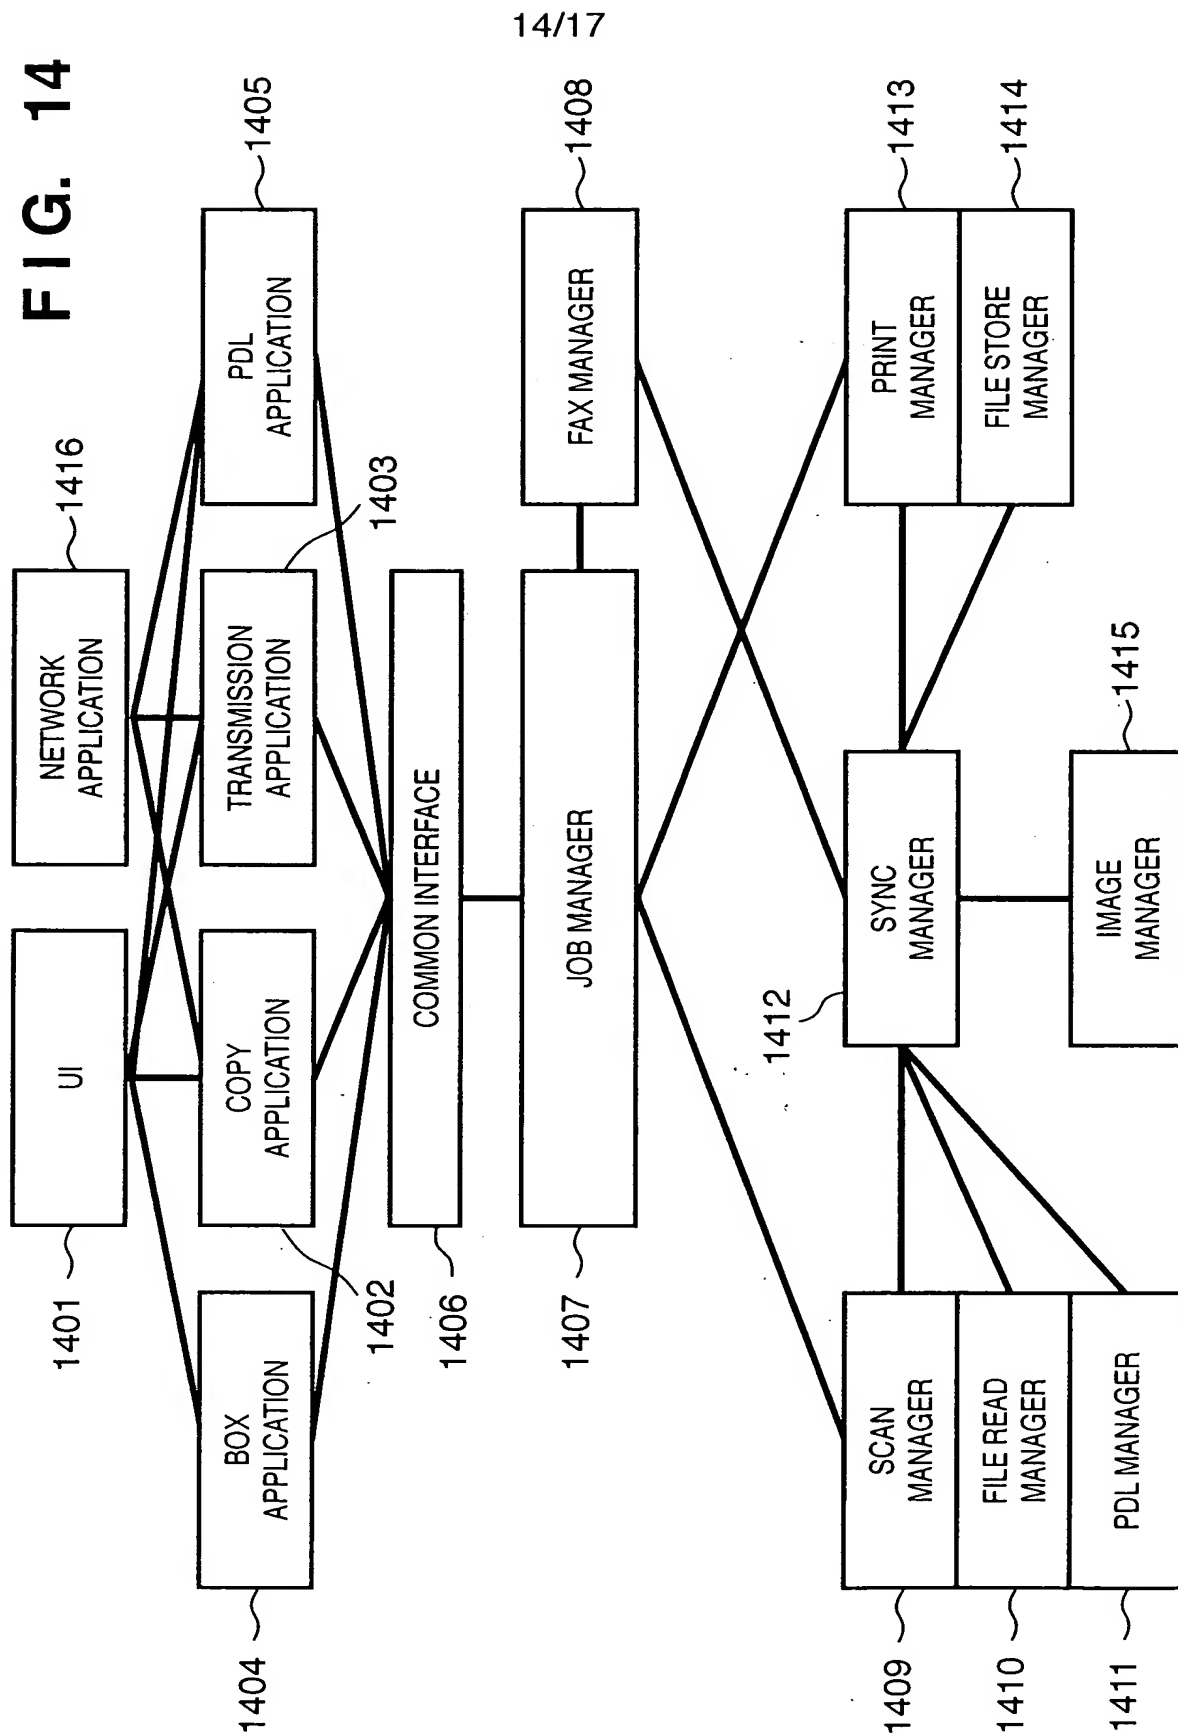 14/17
FIG. 14
UI
1401
NETWORK
APPLICATION
1416
BOX
APPLICATION
1404
COPY
APPLICATION
1402
TRANSMISSION
APPLICATION
1403
PDL
APPLICATION
1405
COMMON INTERFACE
1406
JOB MANAGER
1407
FAX MANAGER
1408
SCAN
MANAGER
1409
FILE READ
MANAGER
1410
PDL MANAGER
1411
SYNC
MANAGER
1412
PRINT
MANAGER
1413
FILE STORE
MANAGER
1414
IMAGE
MANAGER
1415